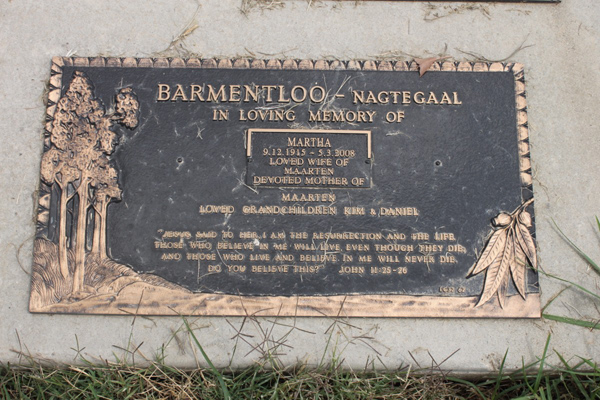 BARMENTLOO - NAGTEGAAL
IN LOVING MEMORY OF
MARTHA
9.12.1915 - 5.3.2008
LOVED WIFE OF
MAARTEN
DEVOTED MOTHER OF
MAARTEN
LOVED GRANDCHILDREN KIM & DANIEL
"JESUS SAID TO HER, I AM THE RESURRECTION AND THE LIFE.
THOSE WHO BELIEVE IN ME WILL LIVE, EVEN THOUGH THEY DIE;
AND THOSE WHO LIVE AND BELIEVE IN ME WILL NEVER DIE.
DO YOU BELIEVE THIS?" JOHN 11:25-26